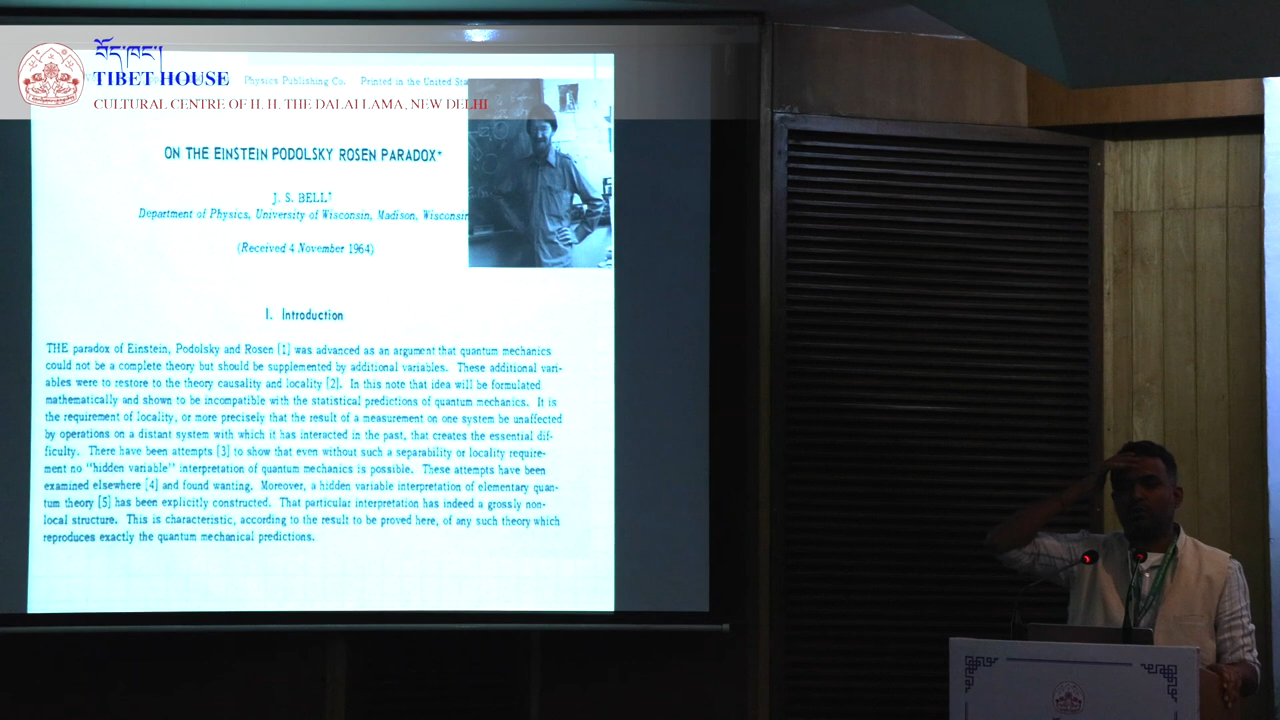 བོད་ཁང་།
TIBET HOUSE
CULTURAL CENTRE OF H. H. THE DALAI LAMA, NEW DELHI
Physics Publishing Co. Printed in the United Sta
ON THE EINSTEIN PODOLSKY ROSEN PARADOX*
J. S. BELL†
Department of Physics, University of Wisconsin, Madison, Wisconsin
(Received 4 November 1964)
I. Introduction
THE paradox of Einstein, Podolsky and Rosen [1] was advanced as an argument that quantum mechanics
could not be a complete theory but should be supplemented by additional variables. These additional vari-
ables were to restore to the theory causality and locality [2]. In this note that idea will be formulated
mathematically and shown to be incompatible with the statistical predictions of quantum mechanics. It is
the requirement of locality, or more precisely that the result of a measurement on one system be unaffected
by operations on a distant system with which it has interacted in the past, that creates the essential dif-
ficulty. There have been attempts [3] to show that even without such a separability or locality require-
ment no "hidden variable" interpretation of quantum mechanics is possible. These attempts have been
examined elsewhere [4] and found wanting. Moreover, a hidden variable interpretation of elementary quan-
tum theory [5] has been explicitly constructed. That particular interpretation has indeed a grossly non-
local structure. This is characteristic, according to the result to be proved here, of any such theory which
reproduces exactly the quantum mechanical predictions.